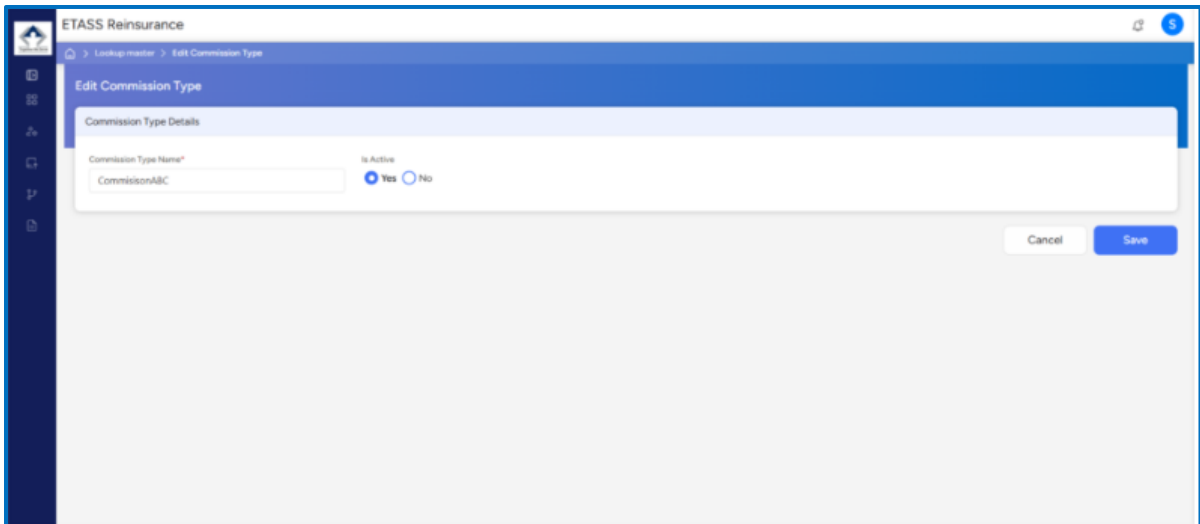 ETASS Reinsurance
S
> Lookup master > Edit Commission Type
Edit Commission Type
Commission Type Details
Commission Type Name*
Is Active
CommisisonABC
Yes
No
Cancel
Save